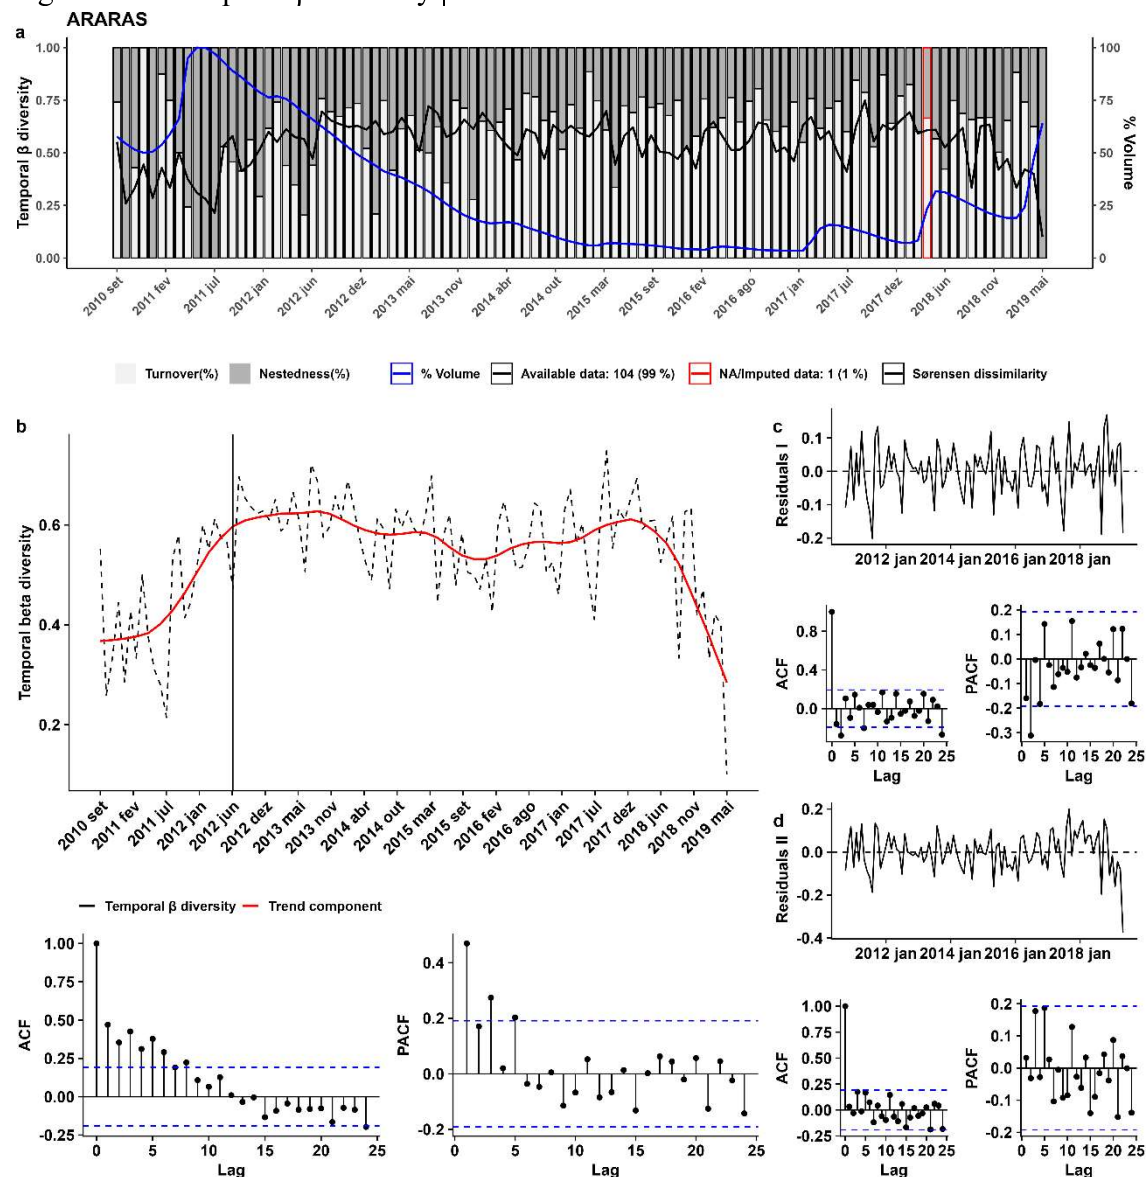 ARARAS
a
Temporal β diversity
1.00
0.75
0.50
0.25
0.00
100
75
50
25
0
% Volume
2010 set
2011 fev
2011 jul
2012 jan
2012 jun
2012 dez
2013 mai
2013 nov
2014 abr
2014 out
2015 mar
2015 set
2016 fev
2016 ago
2017 jan
2017 jul
2017 dez
2018 jun
2018 nov
2019 mai
Turnover(%) Nestedness(%) % Volume Available data: 104 (99 %) NA/Imputed data: 1 (1 %) Sørensen dissimilarity
b
Temporal beta diversity
0.6
0.4
0.2
2010 set
2011 fev
2011 jul
2012 jan
2012 jun
2012 dez
2013 mai
2013 nov
2014 abr
2014 out
2015 mar
2015 set
2016 fev
2016 ago
2017 jan
2017 jul
2017 dez
2018 jun
2018 nov
2019 mai
Temporal β diversity Trend component
ACF
1.00
0.75
0.50
0.25
0.00
-0.25
0 5 10 15 20 25
Lag
PACF
0.4
0.2
0.0
-0.2
0 5 10 15 20 25
Lag
c
Residuals I
0.1
0.0
-0.1
-0.2
2012 jan 2014 jan 2016 jan 2018 jan
ACF
0.8
0.4
0.0
0 5 10 15 20 25
Lag
PACF
0.2
0.1
0.0
-0.1
-0.2
-0.3
0 5 10 15 20 25
Lag
d
Residuals II
0.2
0.0
-0.2
-0.4
2012 jan 2014 jan 2016 jan 2018 jan
ACF
1.00
0.75
0.50
0.25
0.00
-0.25
0 5 10 15 20 25
Lag
PACF
0.2
0.1
0.0
-0.1
-0.2
0 5 10 15 20 25
Lag